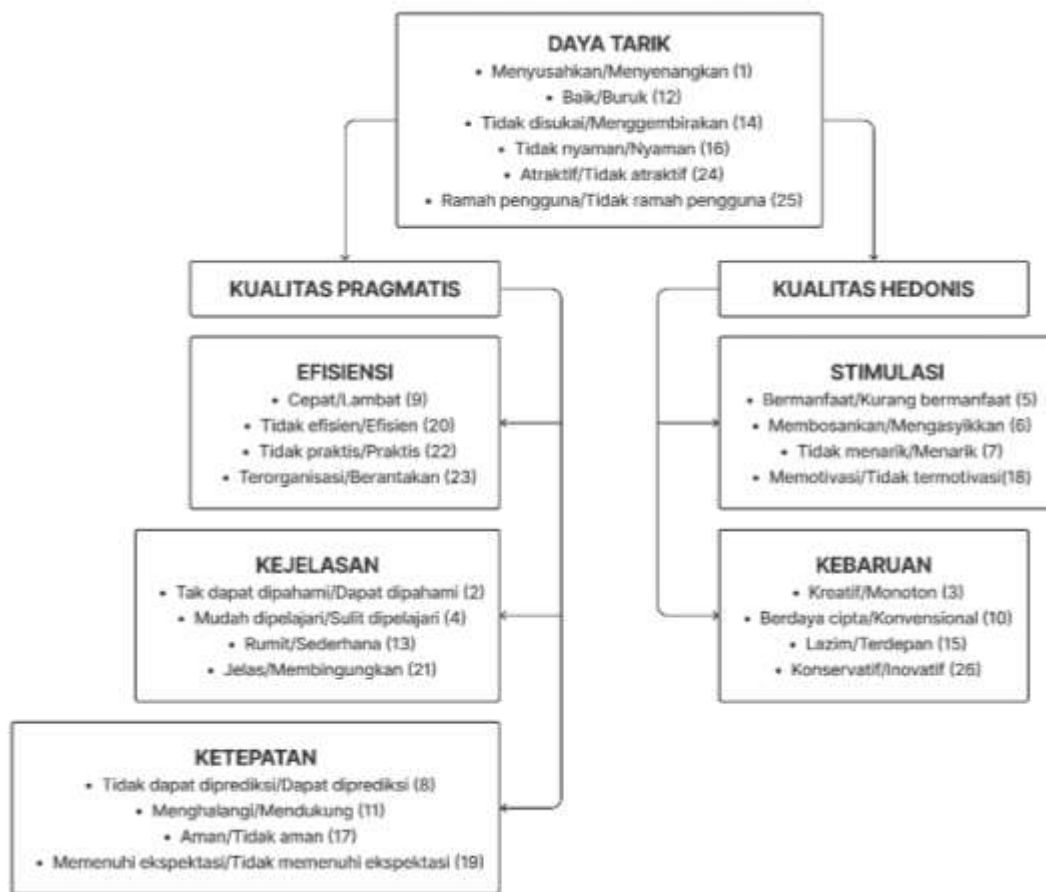 DAYA TARIK
• Menyusahkan/Menyenangkan (1)
• Baik/Buruk (12)
• Tidak disukai/Menggembirakan (14)
• Tidak nyaman/Nyaman (16)
• Atraktif/Tidak atraktif (24)
• Ramah pengguna/Tidak ramah pengguna (25)
KUALITAS PRAGMATIS
EFISIENSI
• Cepat/Lambat (9)
• Tidak efisien/Efisien (20)
• Tidak praktis/Praktis (22)
• Terorganisasi/Berantakan (23)
KEJELASAN
• Tak dapat dipahami/Dapat dipahami (2)
• Mudah dipelajari/Sulit dipelajari (4)
• Rumit/Sederhana (13)
• Jelas/Membingungkan (21)
KETEPATAN
• Tidak dapat diprediksi/Dapat diprediksi (8)
• Menghalangi/Mendukung (11)
• Aman/Tidak aman (17)
• Memenuhi ekspektasi/Tidak memenuhi ekspektasi (19)
KUALITAS HEDONIS
STIMULASI
• Bermanfaat/Kurang bermanfaat (5)
• Membosankan/Mengasyikkan (6)
• Tidak menarik/Menarik (7)
• Memotivasi/Tidak termotivasi(18)
KEBARUAN
• Kreatif/Monoton (3)
• Berdaya cipta/Konvensional (10)
• Lazim/Terdepan (15)
• Konservatif/Inovatif (26)